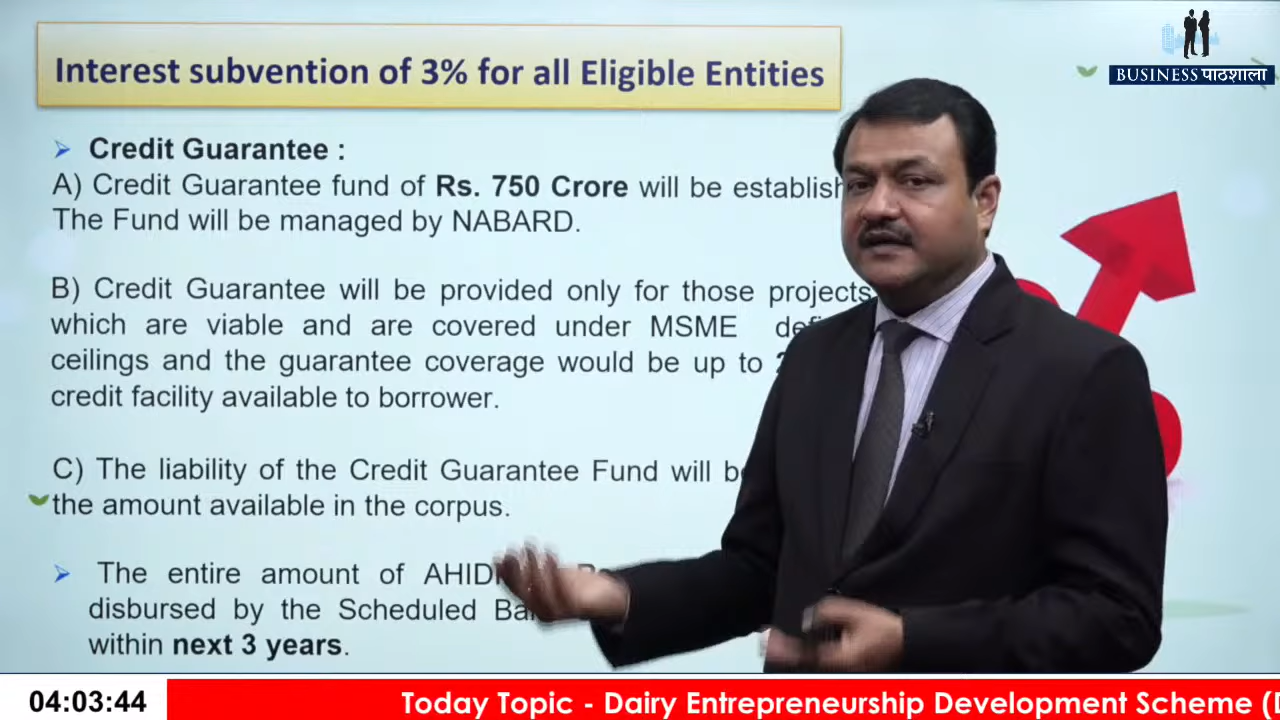 Interest subvention of 3% for all Eligible Entities
BUSINESS पाठशाला
➢ Credit Guarantee :
A) Credit Guarantee fund of Rs. 750 Crore will be
The Fund will be managed by NABARD.
B) Credit Guarantee will be provided only for those projects
which are viable and are covered under MSME
ceilings and the guarantee coverage would be up to
credit facility available to borrower.
C) The liability of the Credit Guarantee Fund will
the amount available in the corpus.
➢ The entire amount of
disbursed by the Scheduled
within next 3 years.
04:03:44
Today Topic - Dairy Entrepreneurship Development Scheme